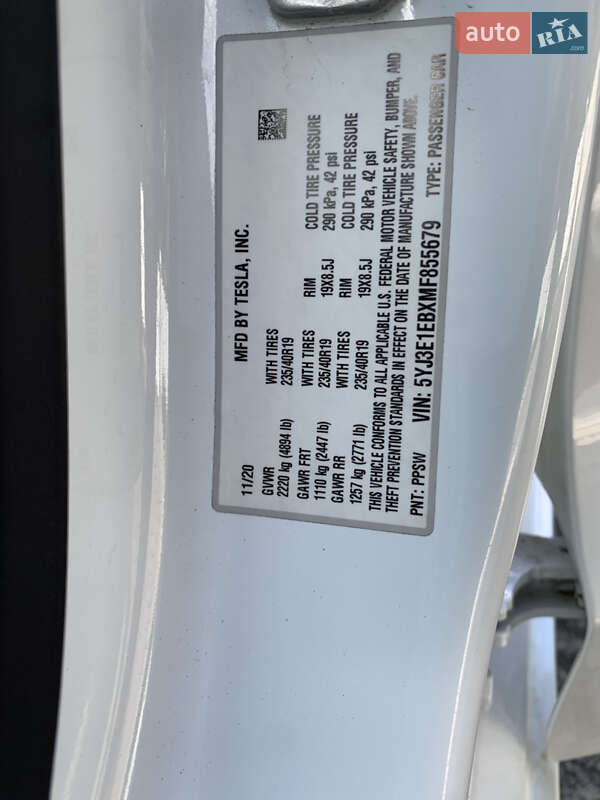 auto RIA .com
MFD BY TESLA, INC.
11/20
GVWR WITH TIRES RIM COLD TIRE PRESSURE
2220 kg (4894 lb) 235/40R19 19X8.5J 290 kPa, 42 psi
GAWR FRT WITH TIRES RIM COLD TIRE PRESSURE
1110 kg (2447 lb) 235/40R19 19X8.5J 290 kPa, 42 psi
GAWR RR WITH TIRES
1257 kg (2771 lb) 235/40R19
THIS VEHICLE CONFORMS TO ALL APPLICABLE U.S. FEDERAL MOTOR VEHICLE SAFETY, BUMPER, AND
THEFT PREVENTION STANDARDS IN EFFECT ON THE DATE OF MANUFACTURE SHOWN ABOVE.
PNT: PPSW VIN: 5YJ3E1EBXMF855679 TYPE: PASSENGER CAR